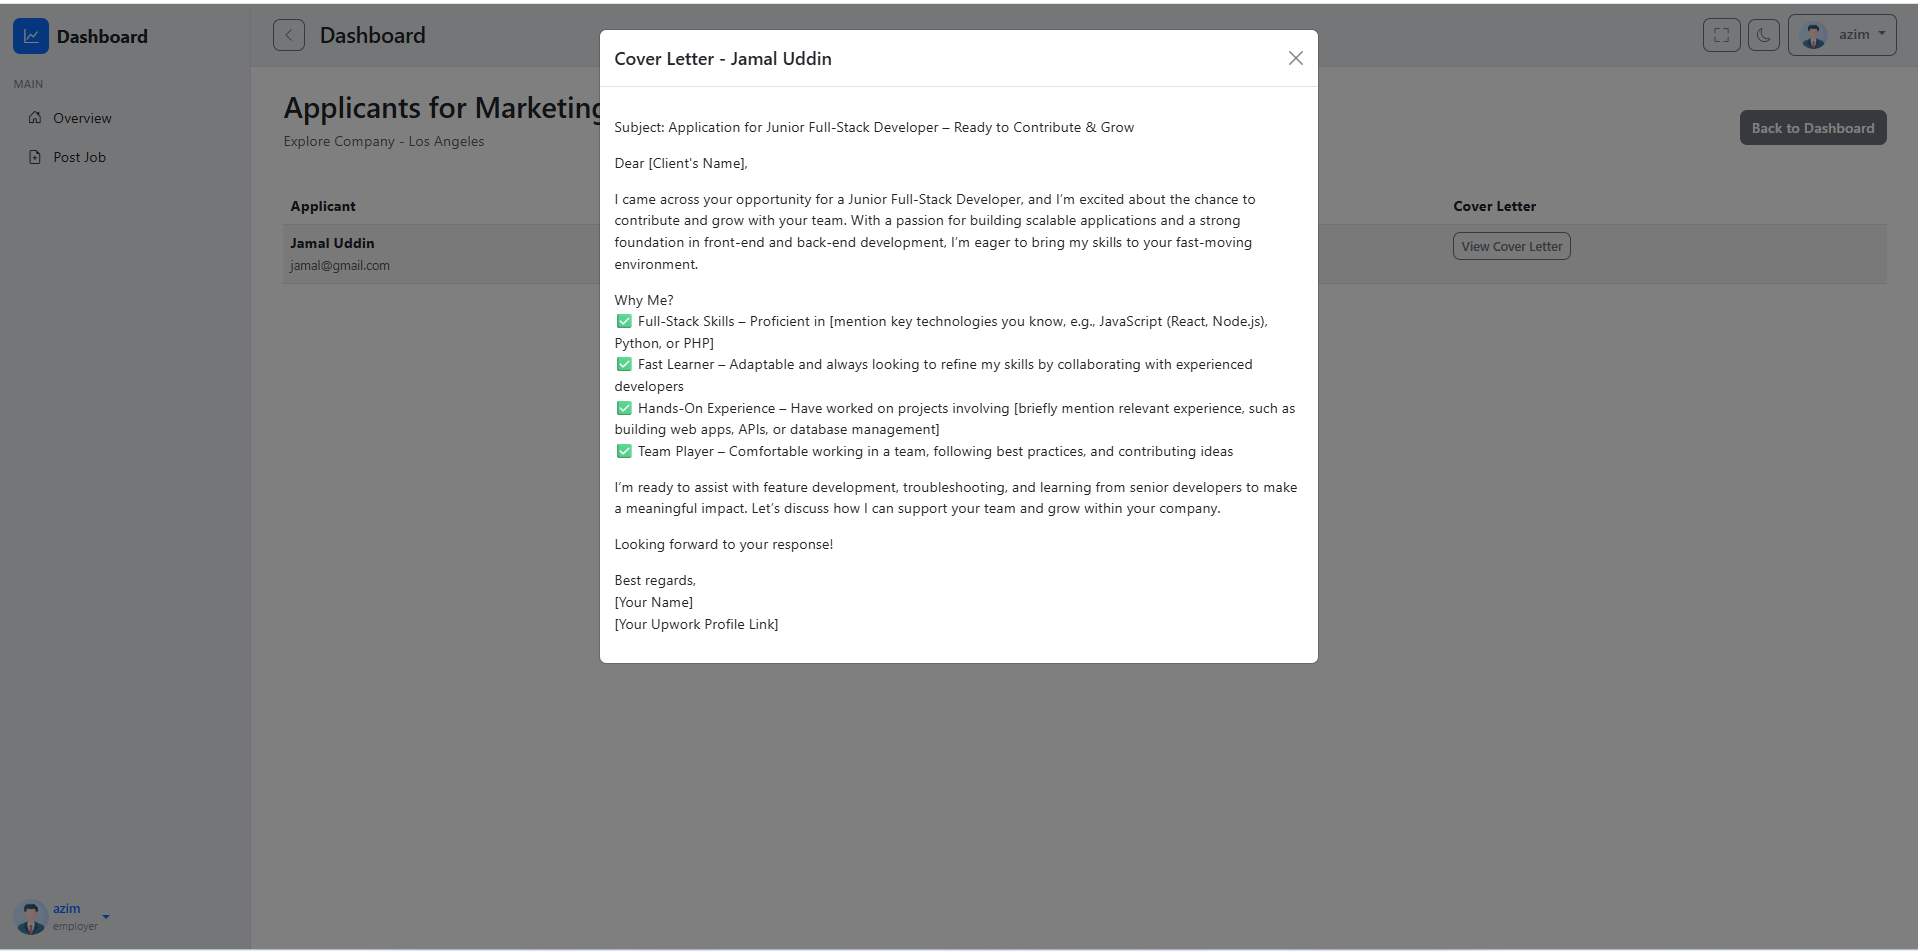 Dashboard
MAIN
Overview
Post Job
azim
employer
Dashboard
azim
Applicants for Marketing
Explore Company - Los Angeles
Back to Dashboard
Applicant
Cover Letter
Jamal Uddin
jamal@gmail.com
View Cover Letter
Cover Letter - Jamal Uddin
Subject: Application for Junior Full-Stack Developer – Ready to Contribute & Grow
Dear [Client's Name],
I came across your opportunity for a Junior Full-Stack Developer, and I’m excited about the chance to
contribute and grow with your team. With a passion for building scalable applications and a strong
foundation in front-end and back-end development, I’m eager to bring my skills to your fast-moving
environment.
Why Me?
✅ Full-Stack Skills – Proficient in [mention key technologies you know, e.g., JavaScript (React, Node.js),
Python, or PHP]
✅ Fast Learner – Adaptable and always looking to refine my skills by collaborating with experienced
developers
✅ Hands-On Experience – Have worked on projects involving [briefly mention relevant experience, such as
building web apps, APIs, or database management]
✅ Team Player – Comfortable working in a team, following best practices, and contributing ideas
I’m ready to assist with feature development, troubleshooting, and learning from senior developers to make
a meaningful impact. Let’s discuss how I can support your team and grow within your company.
Looking forward to your response!
Best regards,
[Your Name]
[Your Upwork Profile Link]